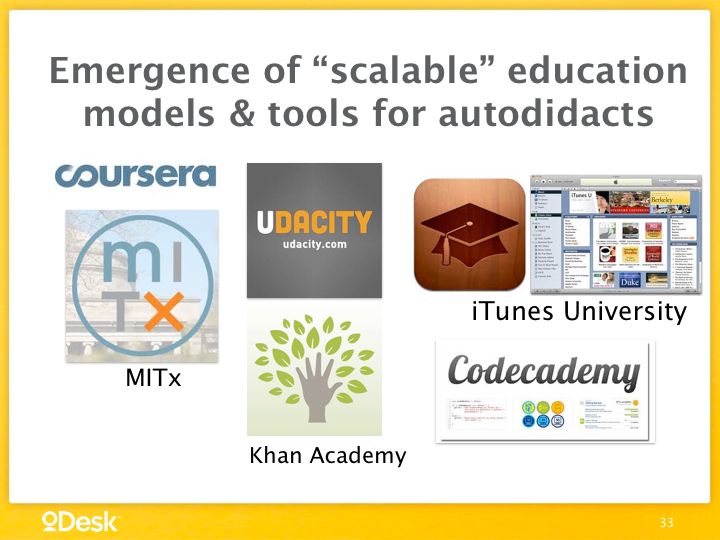 Emergence of “scalable” education
models & tools for autodidacts
coursera
UDACITY
udacity.com
MITx
MITx
iTunes U
Berkeley
Duke
iTunes University
Codecademy
Khan Academy
oDesk
33